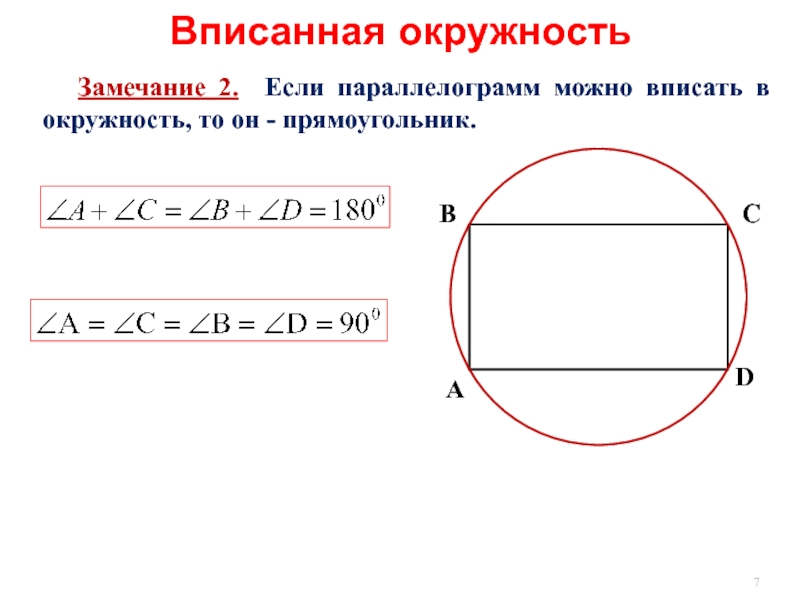 Вписанная окружность
Замечание 2. Если параллелограмм можно вписать в
окружность, то он - прямоугольник.
∠A + ∠C = ∠B + ∠D = 180⁰
∠A = ∠C = ∠B = ∠D = 90⁰
B C
A D
7